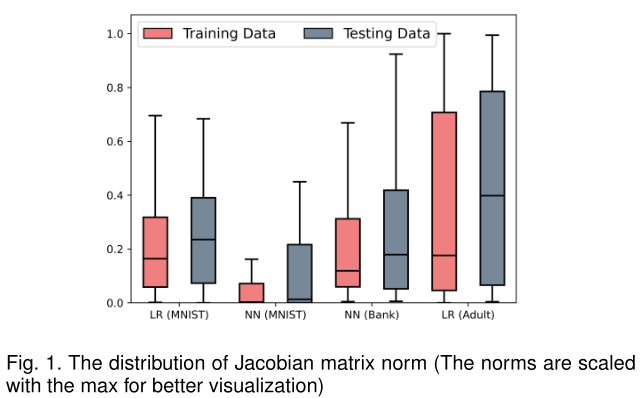 Training Data Testing Data
1.0
0.8
0.6
0.4
0.2
0.0
LR (MNIST) NN (MNIST) NN (Bank) LR (Adult)
Fig. 1. The distribution of Jacobian matrix norm (The norms are scaled
with the max for better visualization)